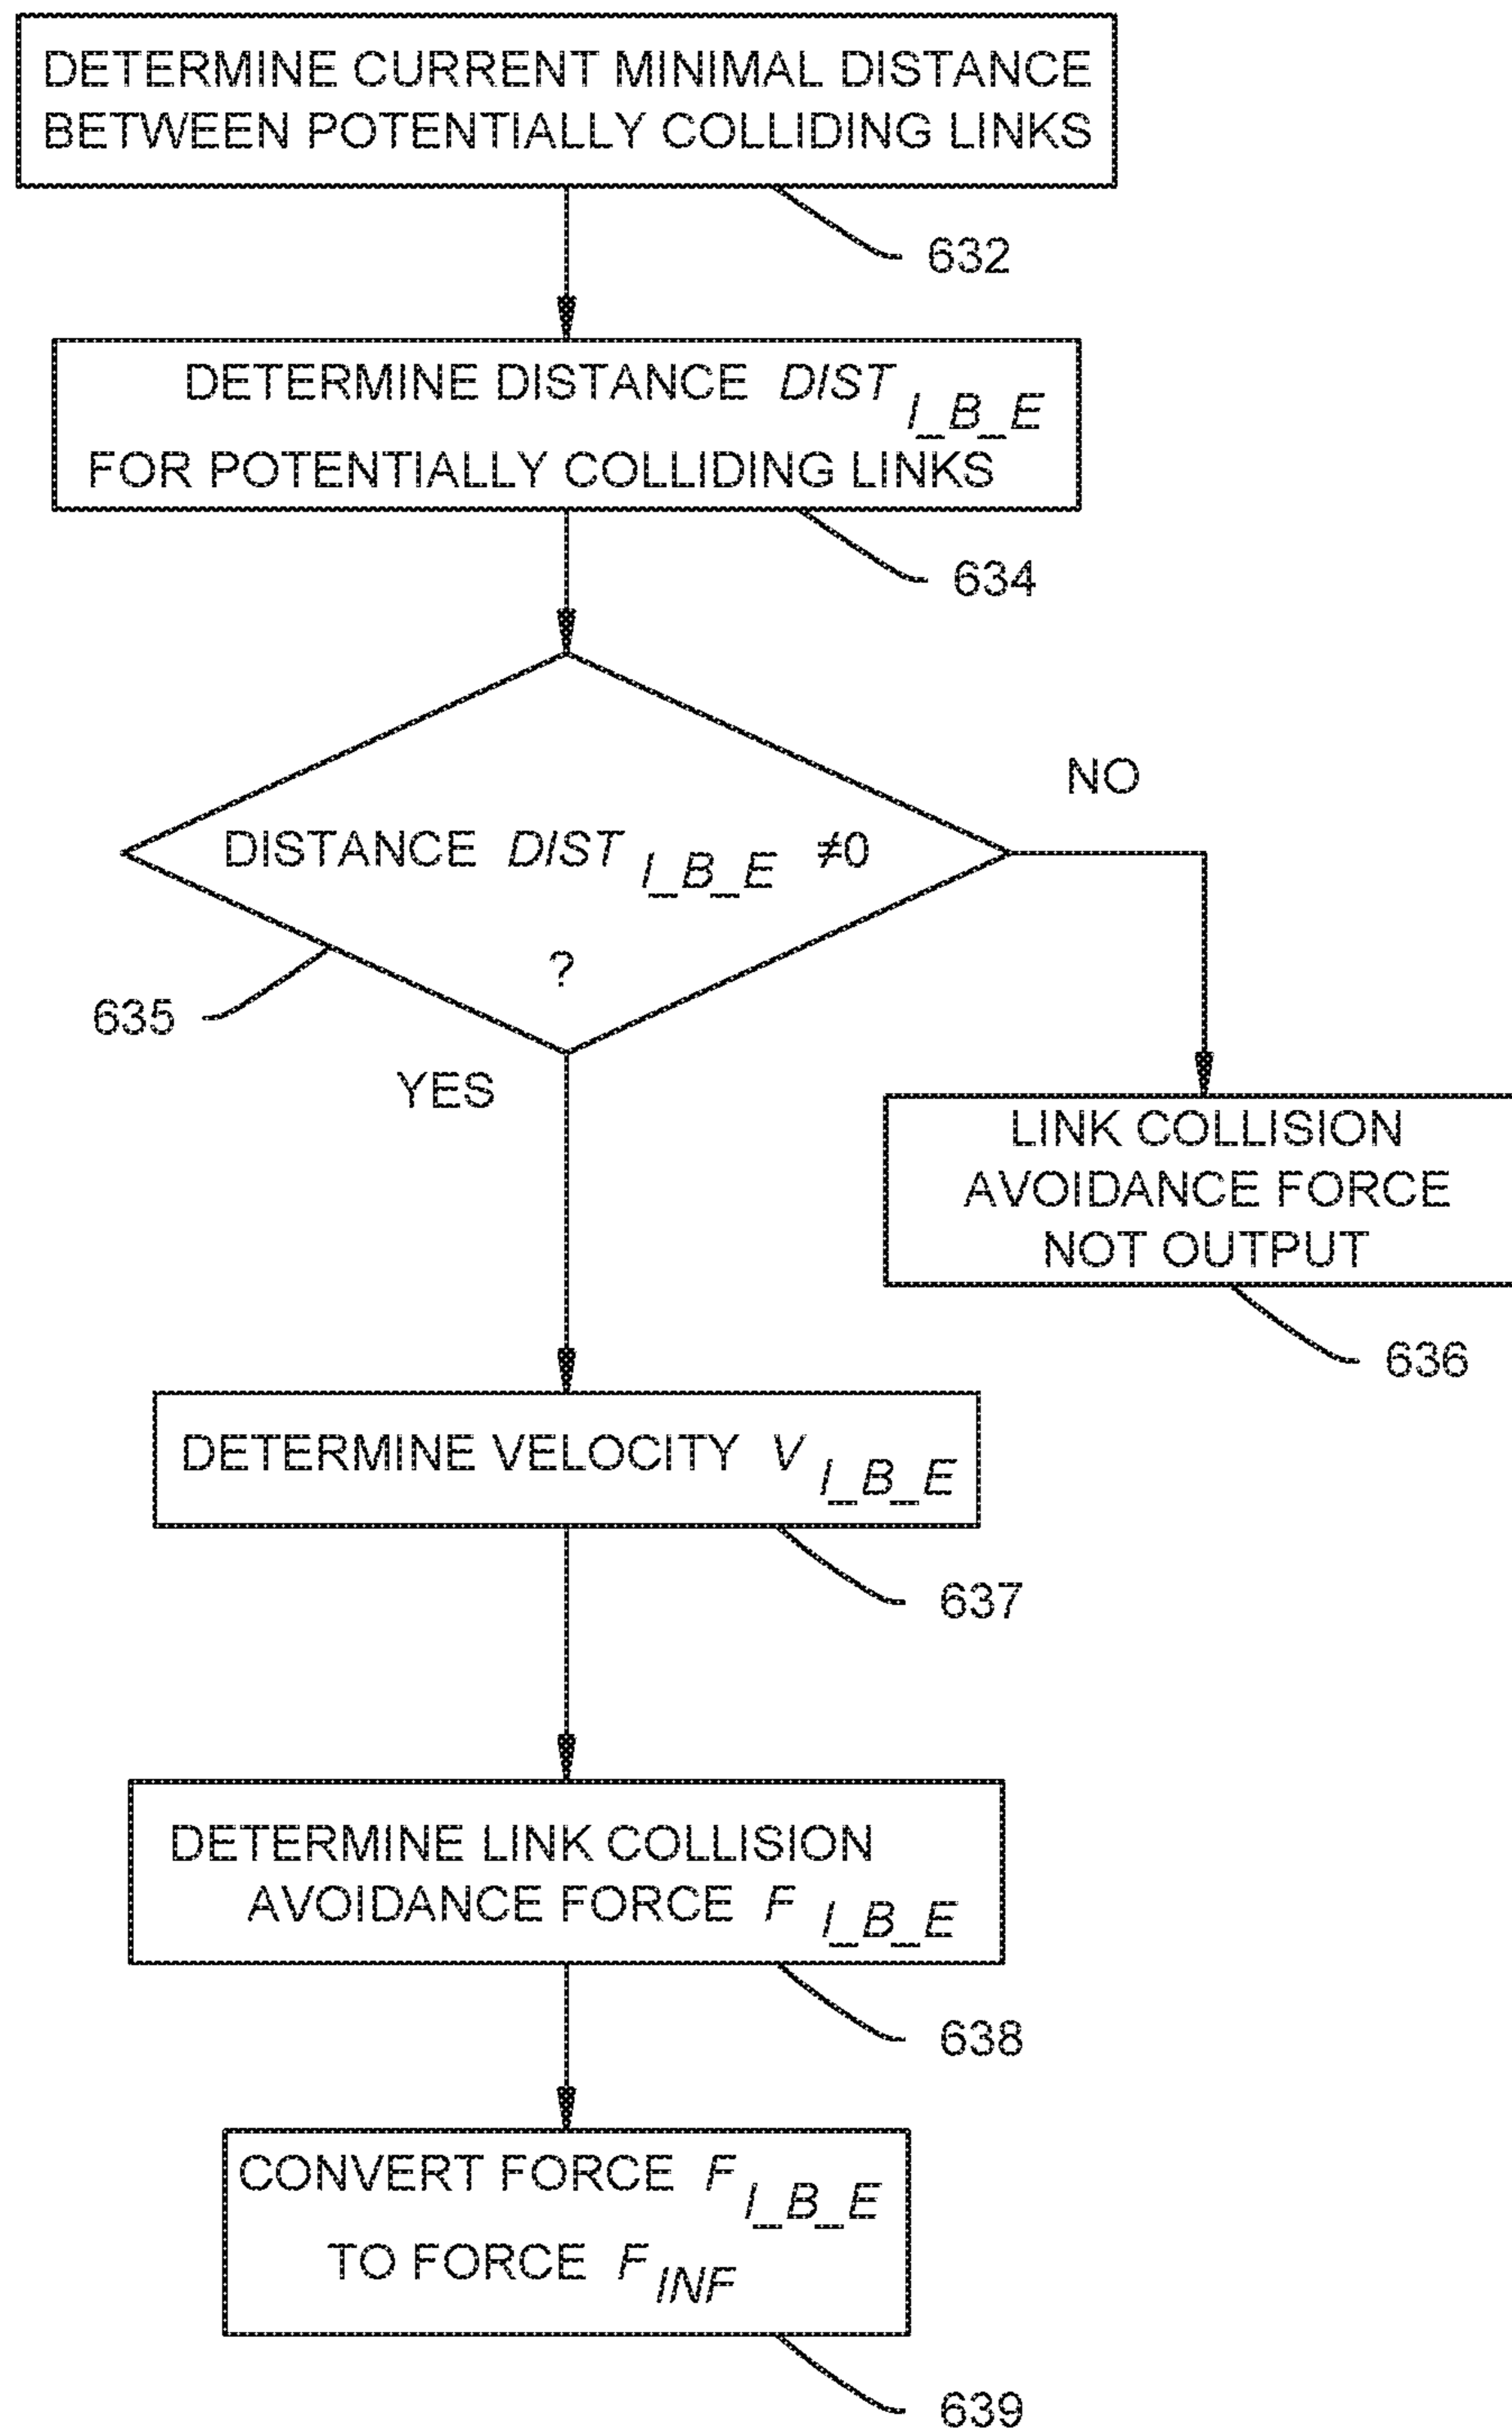 DETERMINE CURRENT MINIMAL DISTANCE
BETWEEN POTENTIALLY COLLIDING LINKS
632
DETERMINE DISTANCE DIST I_B_E
FOR POTENTIALLY COLLIDING LINKS
634
NO
DISTANCE DIST I_B_E ≠0
?
635
YES
LINK COLLISION
AVOIDANCE FORCE
NOT OUTPUT
636
DETERMINE VELOCITY V I_B_E
637
DETERMINE LINK COLLISION
AVOIDANCE FORCE F I_B_E
638
CONVERT FORCE F I_B_E
TO FORCE F INF
639